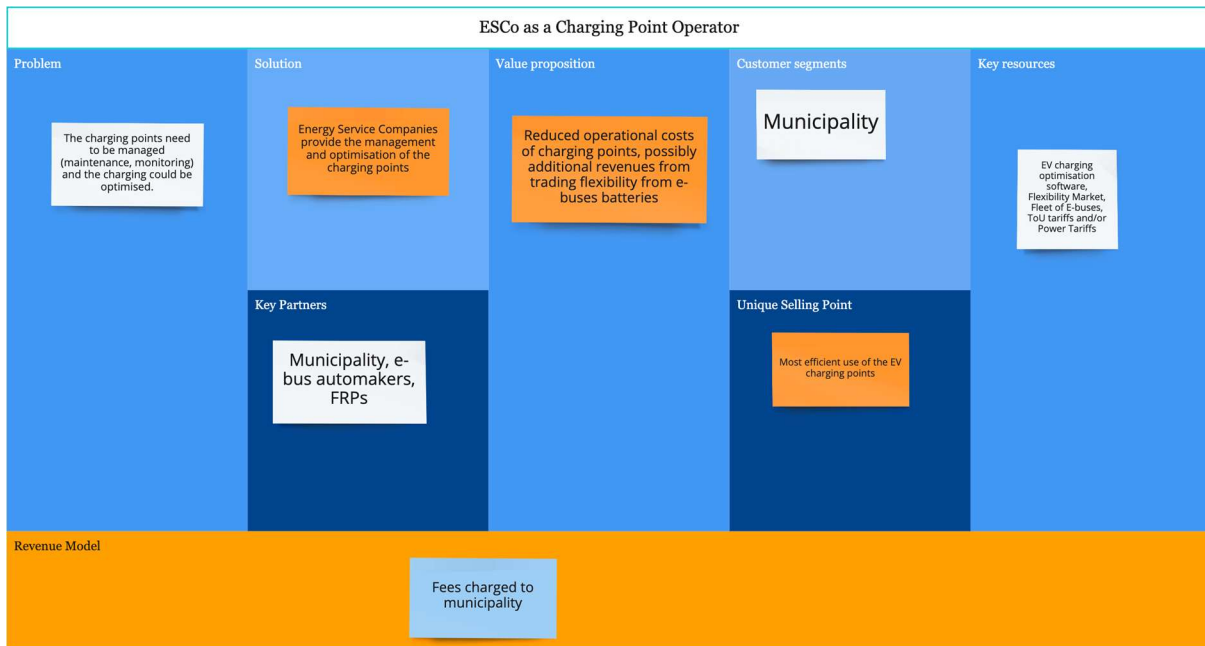 ESCo as a Charging Point Operator
Problem
The charging points need
to be managed
(maintenance, monitoring)
and the charging could be
optimised.
Solution
Energy Service Companies
provide the management
and optimisation of the
charging points
Key Partners
Municipality, e-
bus automakers,
FRPs
Value proposition
Reduced operational costs
of charging points, possibly
additional revenues from
trading flexibility from e-
buses batteries
Customer segments
Municipality
Unique Selling Point
Most efficient use of the EV
charging points
Key resources
EV charging
optimisation
software,
Flexibility Market,
Fleet of E-buses,
ToU tariffs and/or
Power Tariffs
Revenue Model
Fees charged to
municipality